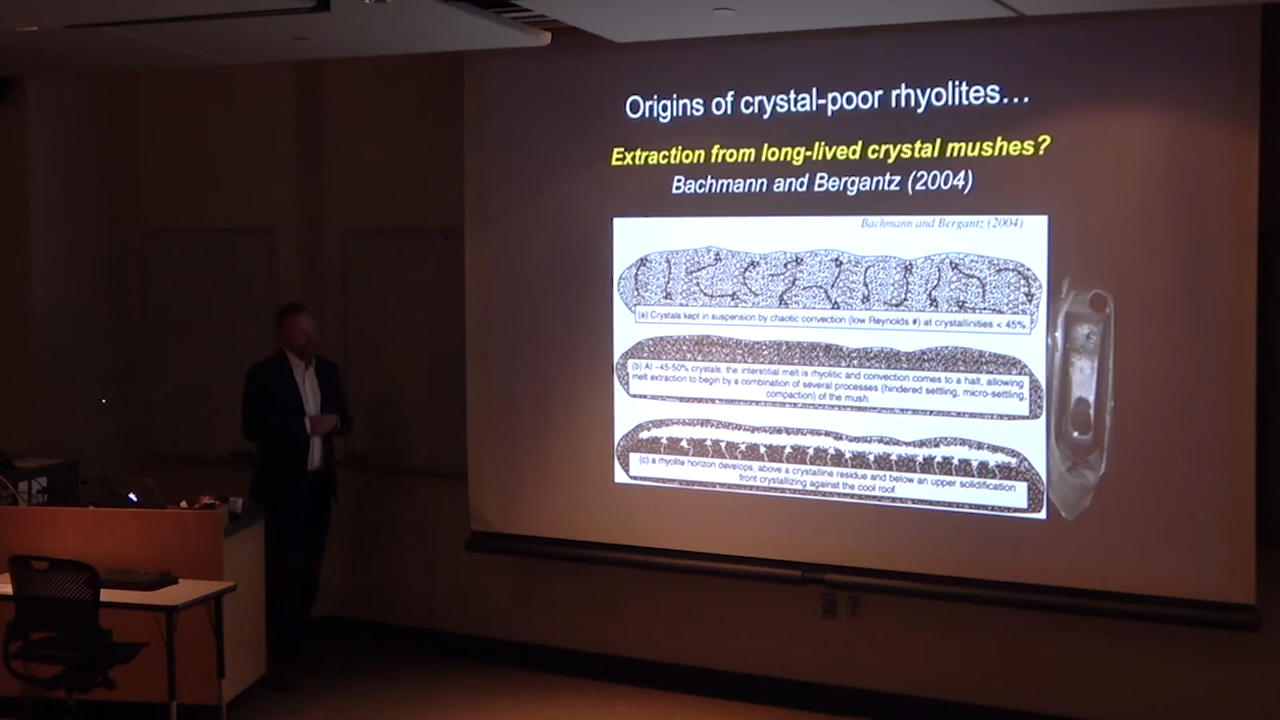 Origins of crystal-poor rhyolites...
Extraction from long-lived crystal mushes?
Bachmann and Bergantz (2004)
Bachmann and Bergantz (2004)
(a) Crystals kept in suspension by chaotic convection (low Reynolds #) at crystallinities < 45%
(b) At ~45-50% crystals, the interstitial melt is rhyolitic and convection comes to a halt, allowing
melt extraction to begin by a combination of several processes (hindered settling, micro-settling,
compaction) of the mush.
(c) a rhyolite horizon develops, above a crystalline residue and below an upper solidification
front crystallizing against the cool roof.